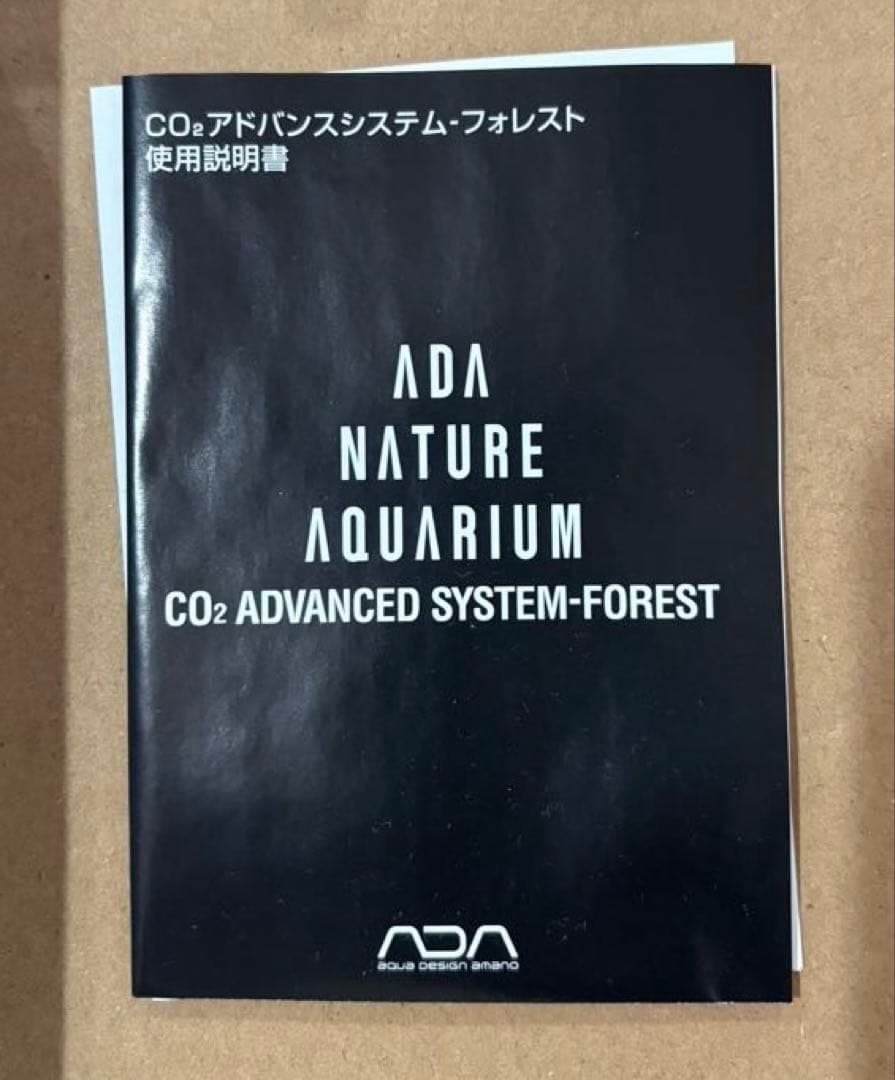 CO₂アドバンスシステム-フォレスト
使用説明書
ADA
NATURE
AQUARIUM
CO₂ ADVANCED SYSTEM-FOREST
ADA
aqua design amano